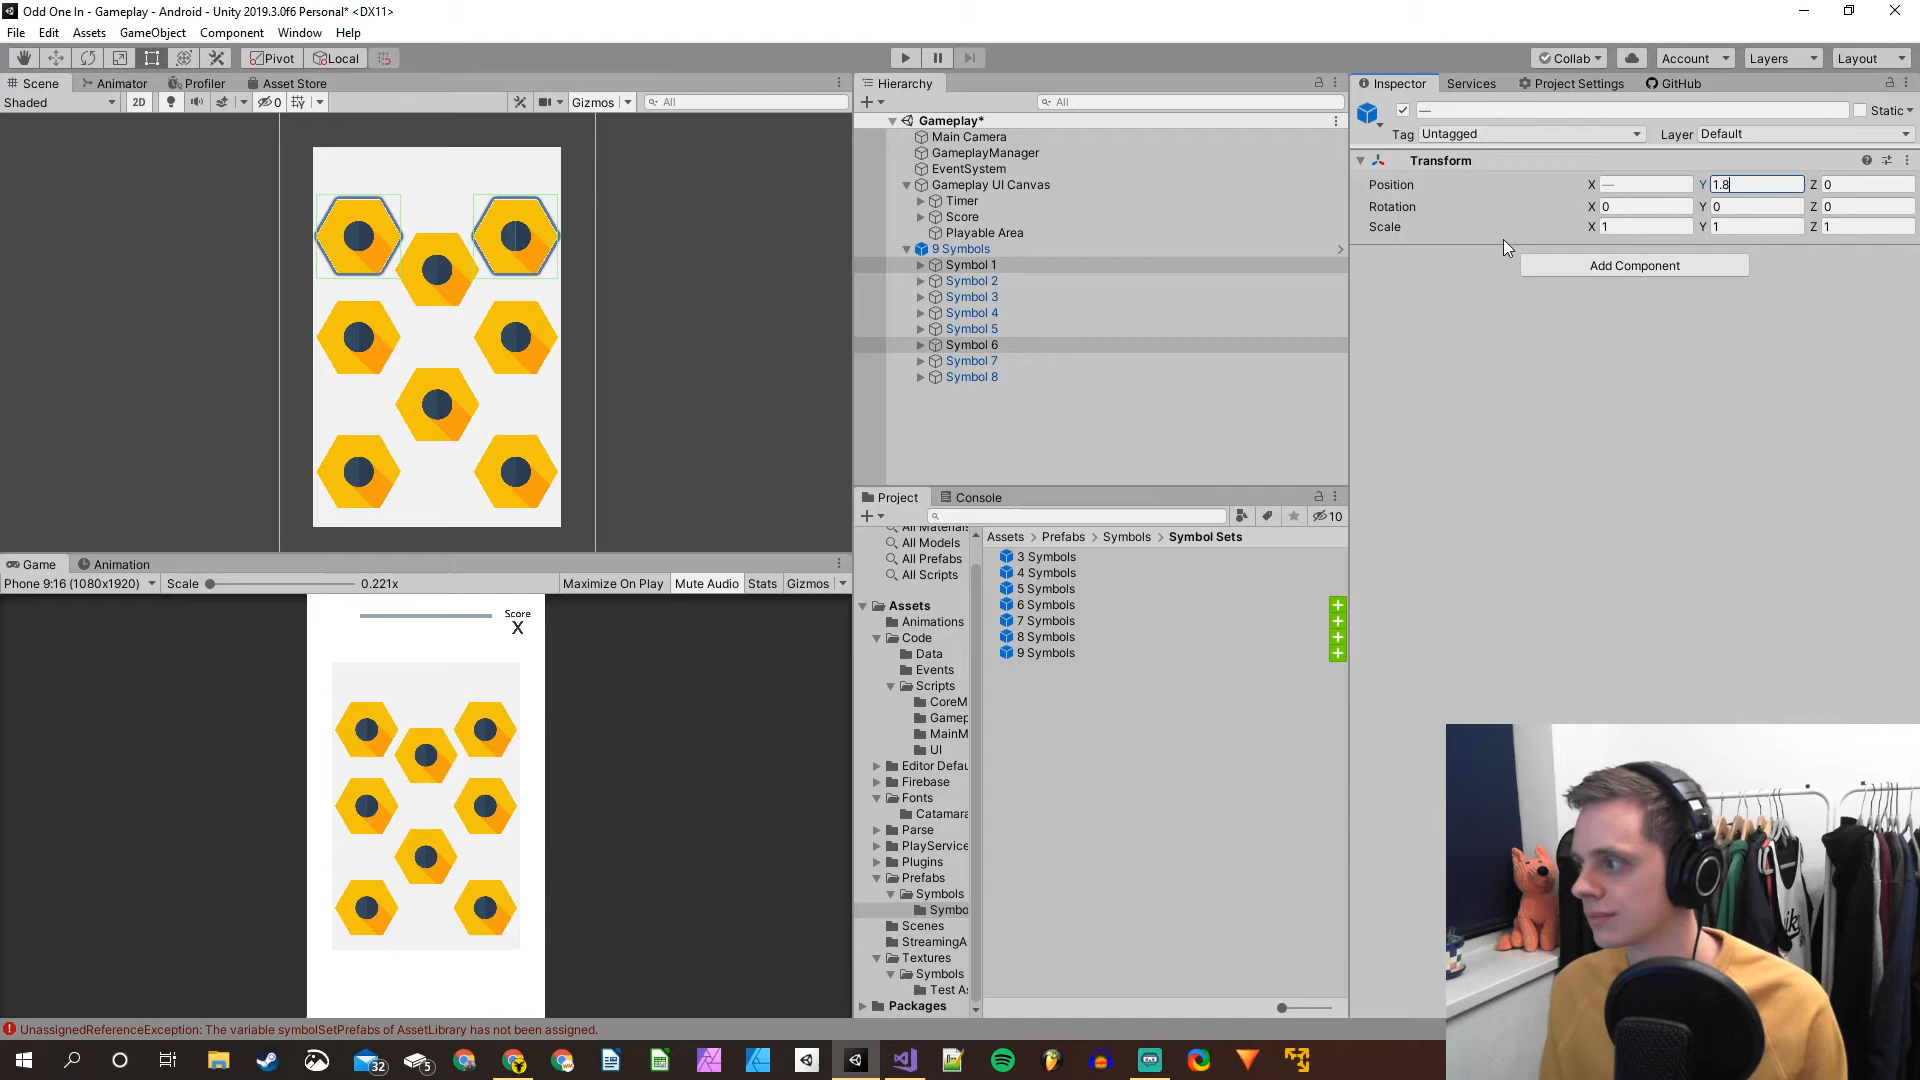 Odd One In - Gameplay - Android - Unity 2019.3.0f6 Personal* <DX11>
File Edit Assets GameObject Component Window Help
Pivot Local Collab Account Layers Layout
Scene Animator Profiler Asset Store
Shaded 2D 0 Gizmos All
Hierarchy
All
Gameplay*
Main Camera
GameplayManager
EventSystem
Gameplay UI Canvas
Timer
Score
Playable Area
9 Symbols
Symbol 1
Symbol 2
Symbol 3
Symbol 4
Symbol 5
Symbol 6
Symbol 7
Symbol 8
Inspector Services Project Settings GitHub
— Static
Tag Untagged Layer Default
Transform
Position X — Y 1.8 Z 0
Rotation X 0 Y 0 Z 0
Scale X 1 Y 1 Z 1
Add Component
Game Animation
Phone 9:16 (1080x1920) Scale 0.221x Maximize On Play Mute Audio Stats Gizmos
Score
X
Project Console
10
All Materials
All Models
All Prefabs
All Scripts
Assets
Animations
Code
Data
Events
Scripts
CoreM
Gamep
MainM
UI
Editor Defau
Firebase
Fonts
Catamara
Parse
PlayService
Plugins
Prefabs
Symbols
Symbo
Scenes
StreamingA
Textures
Symbols
Test As
Packages
Assets > Prefabs > Symbols > Symbol Sets
3 Symbols
4 Symbols
5 Symbols
6 Symbols
7 Symbols
8 Symbols
9 Symbols
UnassignedReferenceException: The variable symbolSetPrefabs of AssetLibrary has not been assigned.
32 5